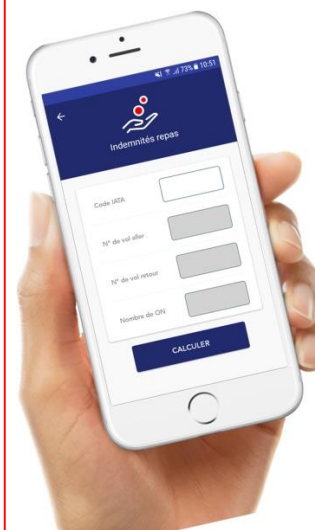 73% 10:51
Indemnités repas
Code IATA
N° de vol aller
N° de vol retour
Nombre de ON
CALCULER